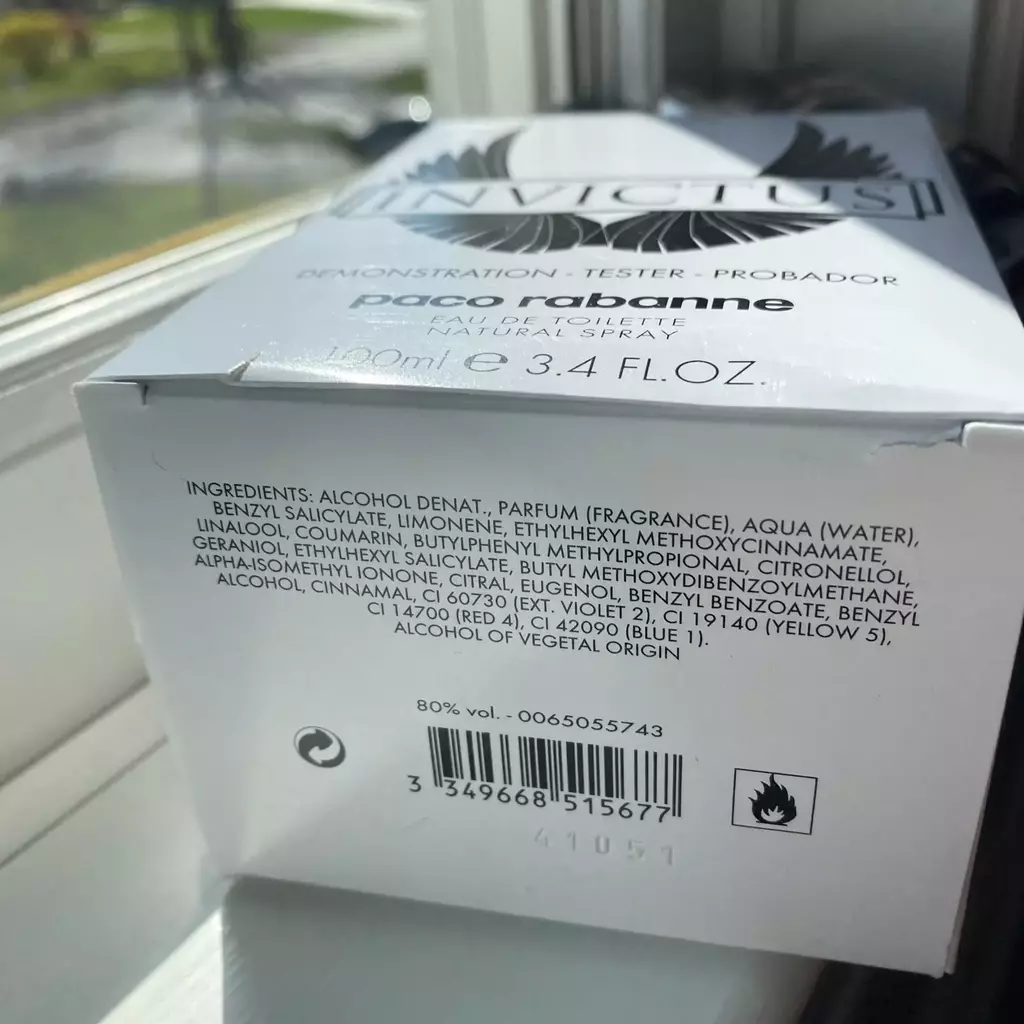 INVICTUS
DEMONSTRATION - TESTER - PROBADOR
paco rabanne
EAU DE TOILETTE
NATURAL SPRAY
100ml e 3.4 FL.OZ.
INGREDIENTS: ALCOHOL DENAT., PARFUM (FRAGRANCE), AQUA (WATER),
BENZYL SALICYLATE, LIMONENE, ETHYLHEXYL METHOXYCINNAMATE,
LINALOOL, COUMARIN, BUTYLPHENYL METHYLPROPIONAL, CITRONELLOL,
GERANIOL, ETHYLHEXYL SALICYLATE, BUTYL METHOXYDIBENZOYLMETHANE,
ALPHA-ISOMETHYL IONONE, CITRAL, EUGENOL, BENZYL BENZOATE, BENZYL
ALCOHOL, CINNAMAL, CI 60730 (EXT. VIOLET 2), CI 19140 (YELLOW 5),
CI 14700 (RED 4), CI 42090 (BLUE 1).
ALCOHOL OF VEGETAL ORIGIN
80% vol. - 0065055743
3 349668 515677
41051